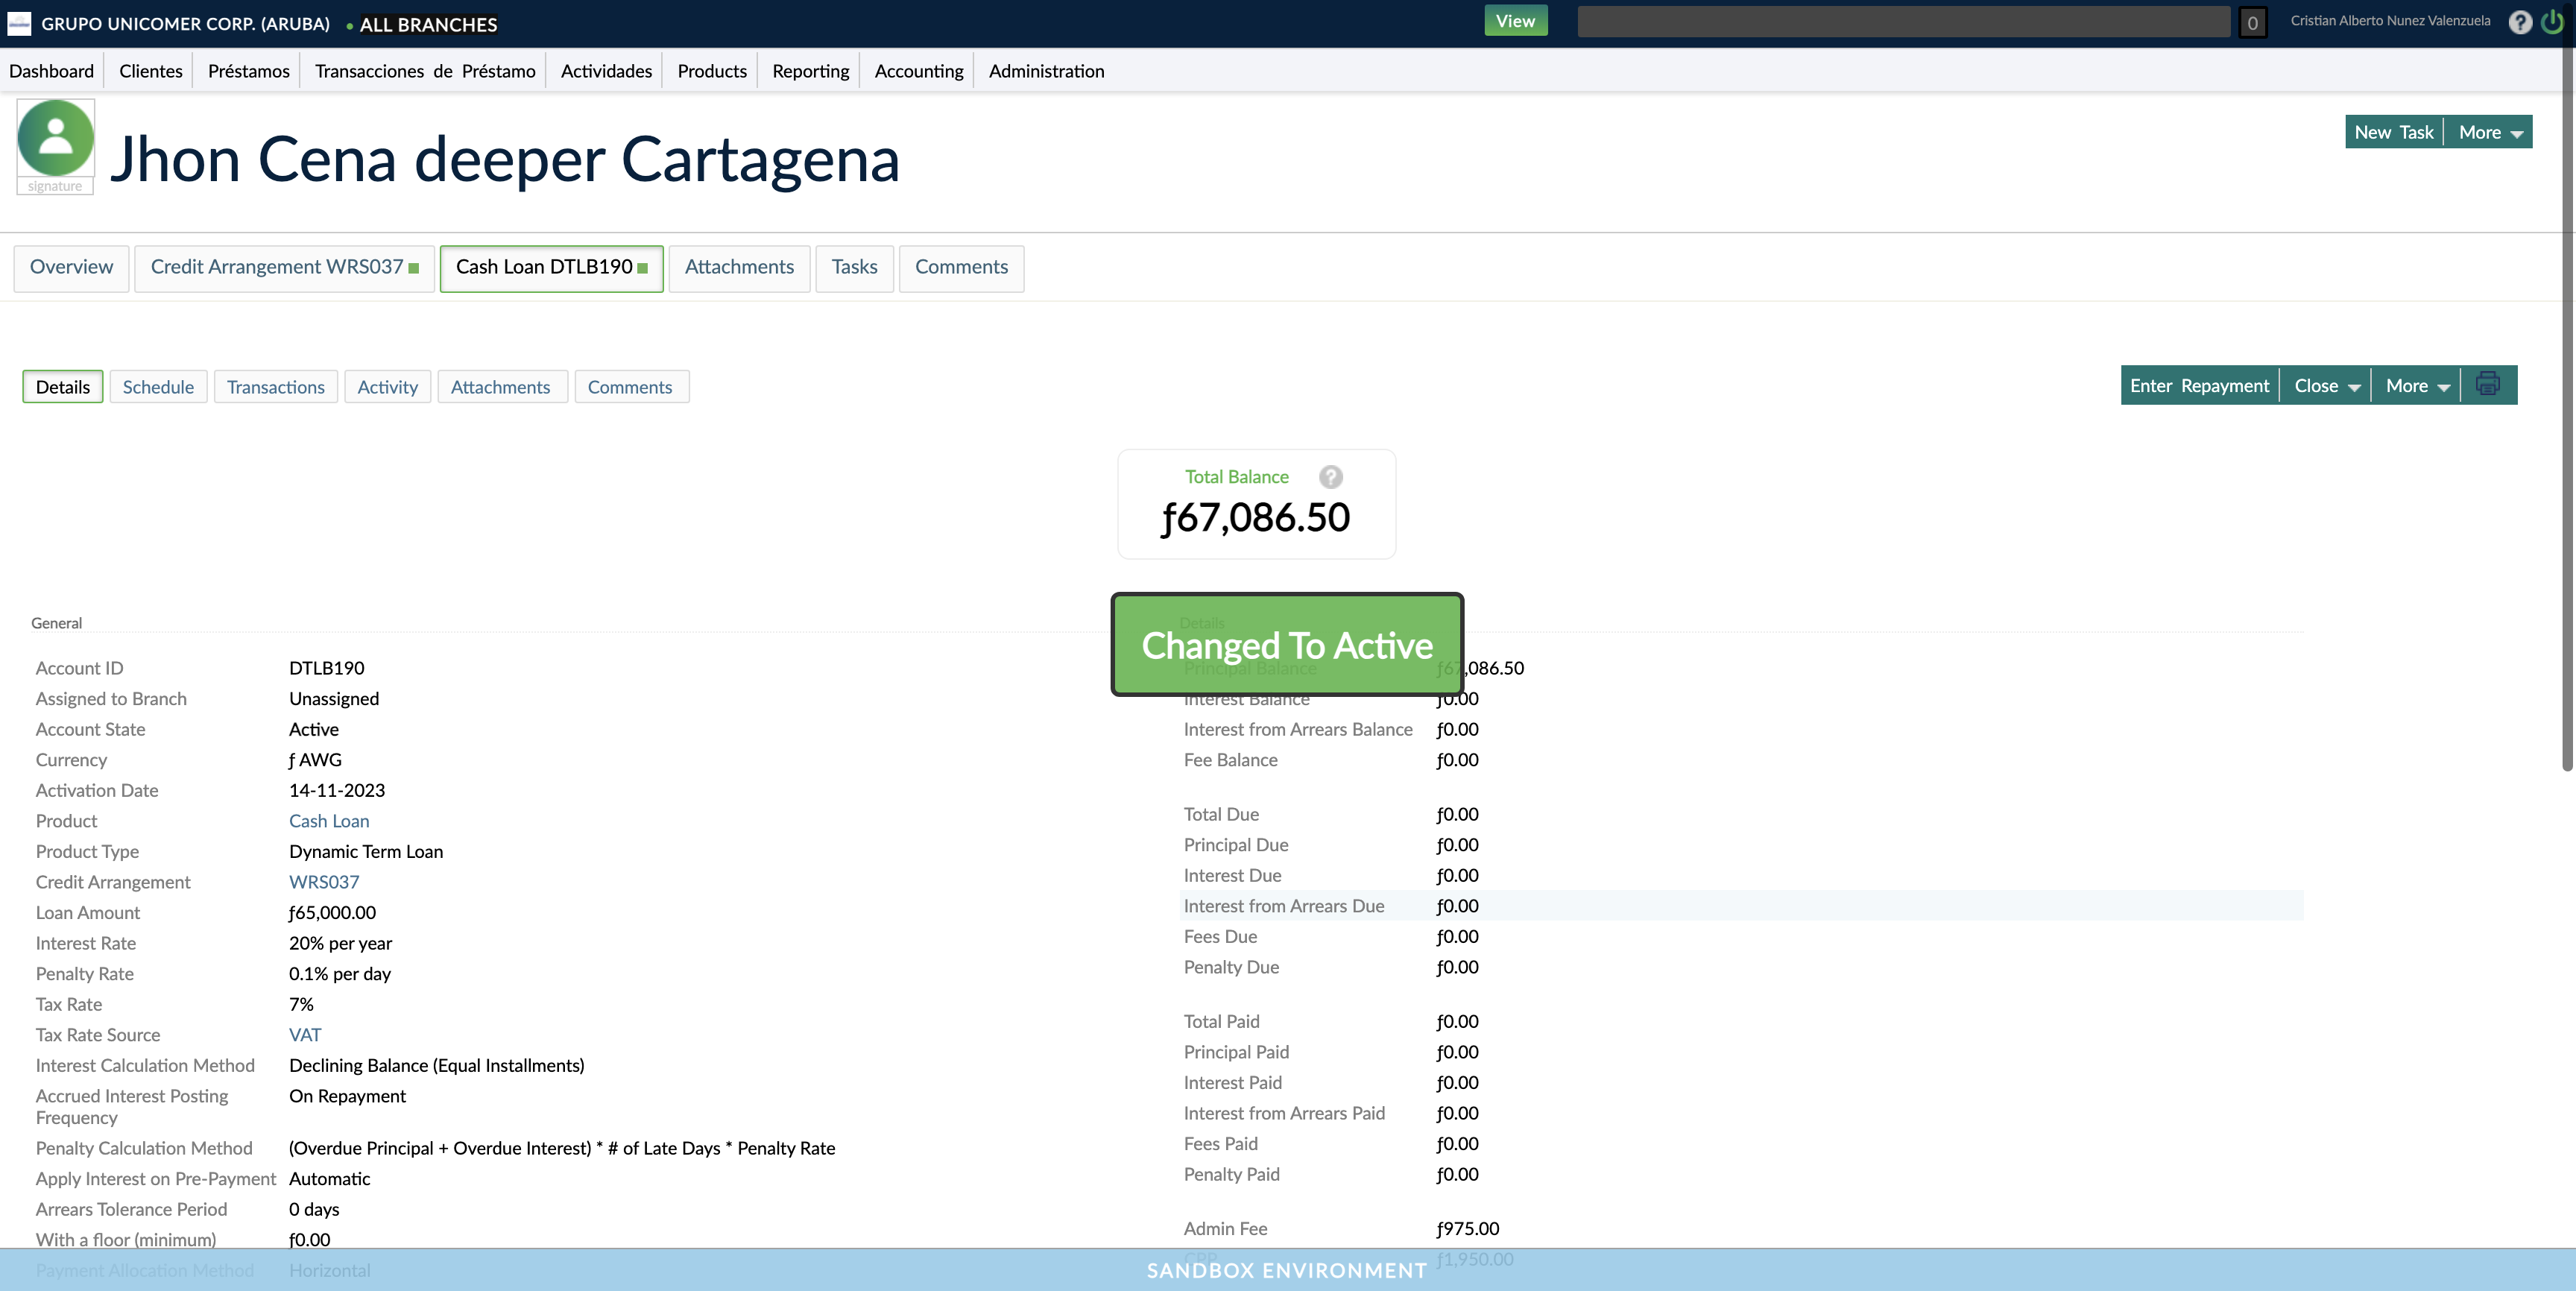 GRUPO UNICOMER CORP. (ARUBA) ALL BRANCHES View 0 Cristian Alberto Nunez Valenzuela ?
Dashboard Clientes Préstamos Transacciones de Préstamo Actividades Products Reporting Accounting Administration
signature
Jhon Cena deeper Cartagena
New Task More
Overview Credit Arrangement WRS037 Cash Loan DTLB190 Attachments Tasks Comments
Details Schedule Transactions Activity Attachments Comments
Enter Repayment Close More
Total Balance ?
ƒ67,086.50
Changed To Active
General
Account ID DTLB190
Assigned to Branch Unassigned
Account State Active
Currency ƒ AWG
Activation Date 14-11-2023
Product Cash Loan
Product Type Dynamic Term Loan
Credit Arrangement WRS037
Loan Amount ƒ65,000.00
Interest Rate 20% per year
Penalty Rate 0.1% per day
Tax Rate 7%
Tax Rate Source VAT
Interest Calculation Method Declining Balance (Equal Installments)
Accrued Interest Posting
Frequency On Repayment
Penalty Calculation Method (Overdue Principal + Overdue Interest) * # of Late Days * Penalty Rate
Apply Interest on Pre-Payment Automatic
Arrears Tolerance Period 0 days
With a floor (minimum) ƒ0.00
Payment Allocation Method Horizontal
Details
Principal Balance ƒ67,086.50
Interest Balance ƒ0.00
Interest from Arrears Balance ƒ0.00
Fee Balance ƒ0.00
Total Due ƒ0.00
Principal Due ƒ0.00
Interest Due ƒ0.00
Interest from Arrears Due ƒ0.00
Fees Due ƒ0.00
Penalty Due ƒ0.00
Total Paid ƒ0.00
Principal Paid ƒ0.00
Interest Paid ƒ0.00
Interest from Arrears Paid ƒ0.00
Fees Paid ƒ0.00
Penalty Paid ƒ0.00
Admin Fee ƒ975.00
ƒ1,950.00
SANDBOX ENVIRONMENT